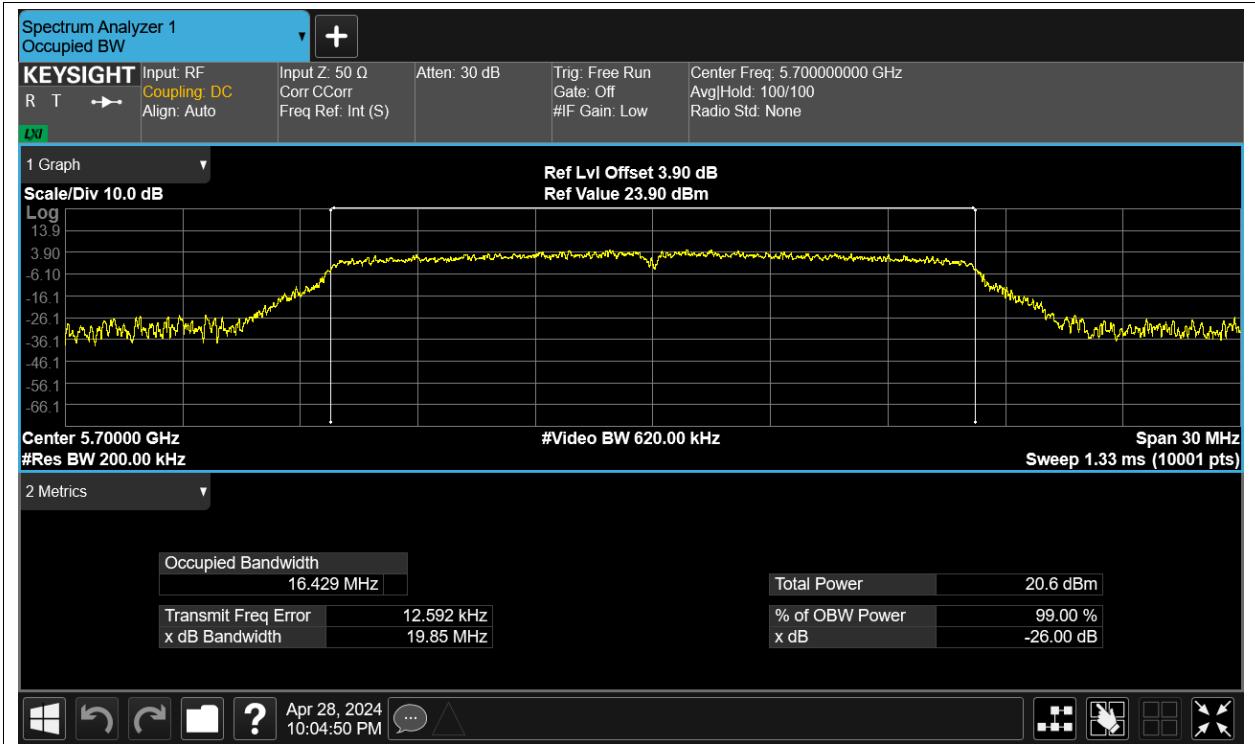 Spectrum Analyzer 1
Occupied BW
KEYSIGHT
R T
LXI
Input: RF
Coupling: DC
Align: Auto
Input Z: 50 Ω
Corr CCorr
Freq Ref: Int (S)
Atten: 30 dB
Trig: Free Run
Gate: Off
#IF Gain: Low
Center Freq: 5.700000000 GHz
Avg|Hold: 100/100
Radio Std: None
1 Graph
Scale/Div 10.0 dB
Ref Lvl Offset 3.90 dB
Ref Value 23.90 dBm
Log
13.9
3.90
-6.10
-16.1
-26.1
-36.1
-46.1
-56.1
-66.1
Center 5.70000 GHz
#Res BW 200.00 kHz
#Video BW 620.00 kHz
Span 30 MHz
Sweep 1.33 ms (10001 pts)
2 Metrics
Occupied Bandwidth
16.429 MHz
Transmit Freq Error 12.592 kHz
x dB Bandwidth 19.85 MHz
Total Power 20.6 dBm
% of OBW Power 99.00 %
x dB -26.00 dB
?
Apr 28, 2024
10:04:50 PM